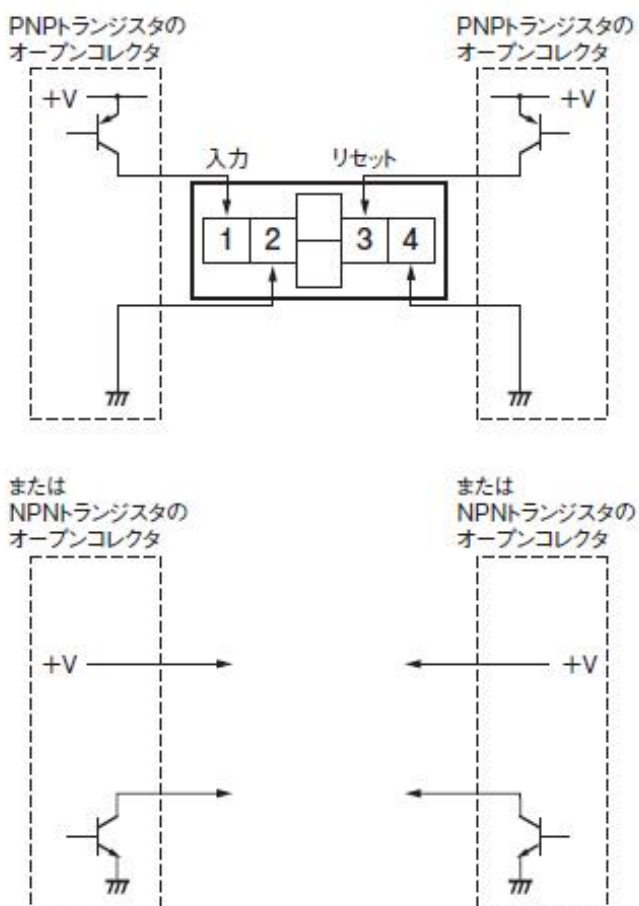 PNPトランジスタの
オープンコレクタ
PNPトランジスタの
オープンコレクタ
+V
+V
入力
リセット
1 2 3 4
または
NPNトランジスタの
オープンコレクタ
または
NPNトランジスタの
オープンコレクタ
+V
+V